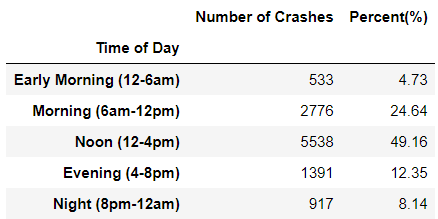 Number of Crashes Percent(%)
Time of Day
Early Morning (12-6am) 533 4.73
Morning (6am-12pm) 2776 24.64
Noon (12-4pm) 5538 49.16
Evening (4-8pm) 1391 12.35
Night (8pm-12am) 917 8.14